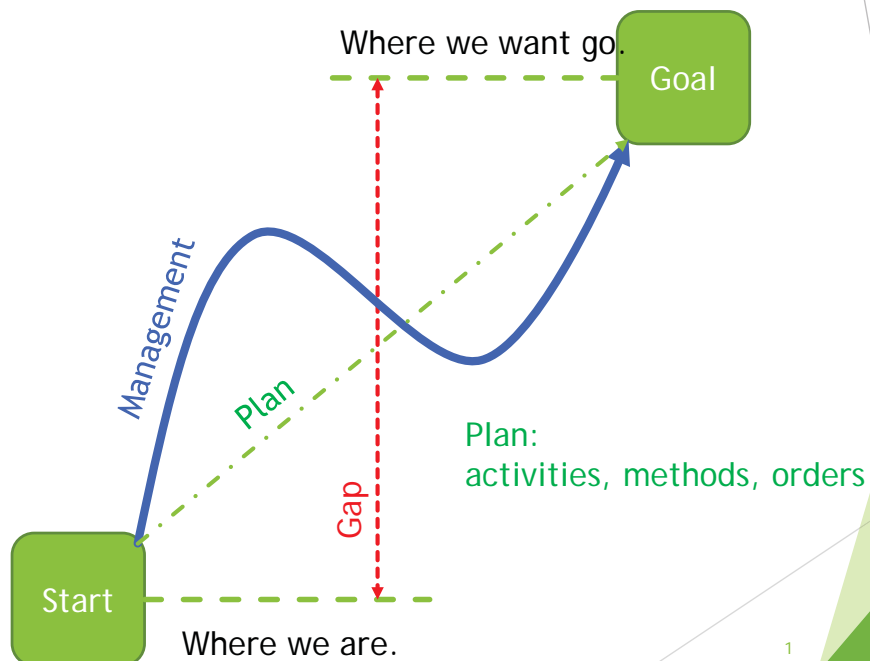 Where we want go.
Goal
Management
Plan
Plan:
activities, methods, orders
Gap
Start
Where we are.
1